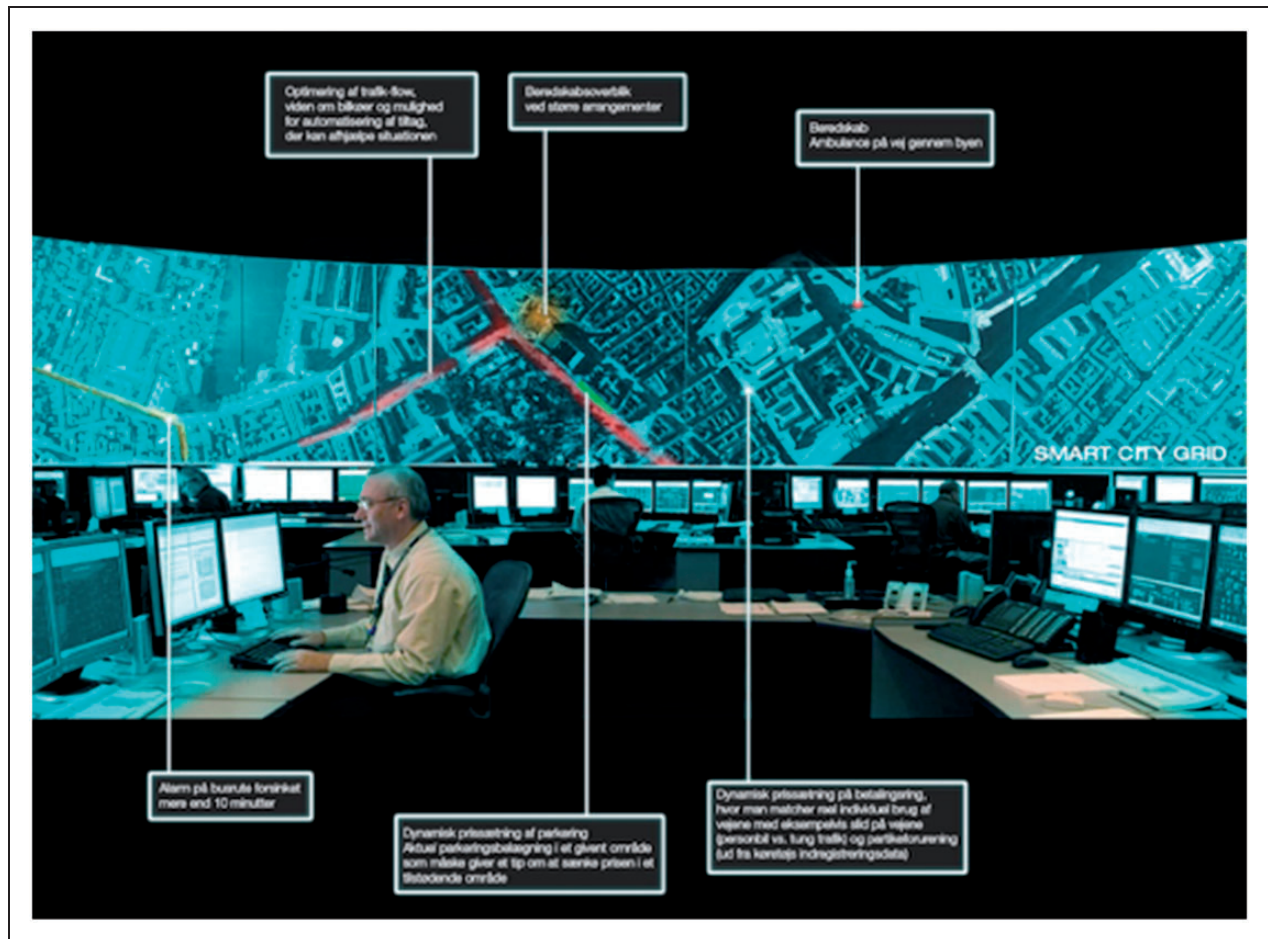 Optimering af trafik-flow,
viden om bilkøer og mulighed
for automatisering af tiltag,
der kan afhjælpe situationen
Beredskabsoverblik
ved større arrangementer
Beredskab
Ambulance på vej gennem byen
SMART CITY GRID
Alarm på busrute forsinket
mere end 10 minutter
Dynamisk prissætning af parkering
Aktuel parkeringsbelægning i et givent område
som måske giver et tip om at sænke prisen i et
tilstødende område
Dynamisk prissætning på betalingsring,
hvor man matcher reel individuel brug af
vejene med eksempelvis slid på vejene
(personbil vs. tung trafik) og partikelforurening
(ud fra køretøjs indregistreringsdata)